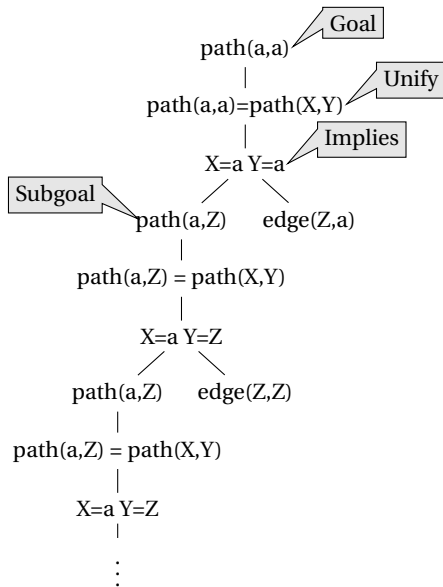 Goal
path(a,a)
path(a,a)=path(X,Y)
Unify
X=a Y=a
Implies
Subgoal
path(a,Z) edge(Z,a)
path(a,Z) = path(X,Y)
X=a Y=Z
path(a,Z) edge(Z,Z)
path(a,Z) = path(X,Y)
X=a Y=Z
⋮